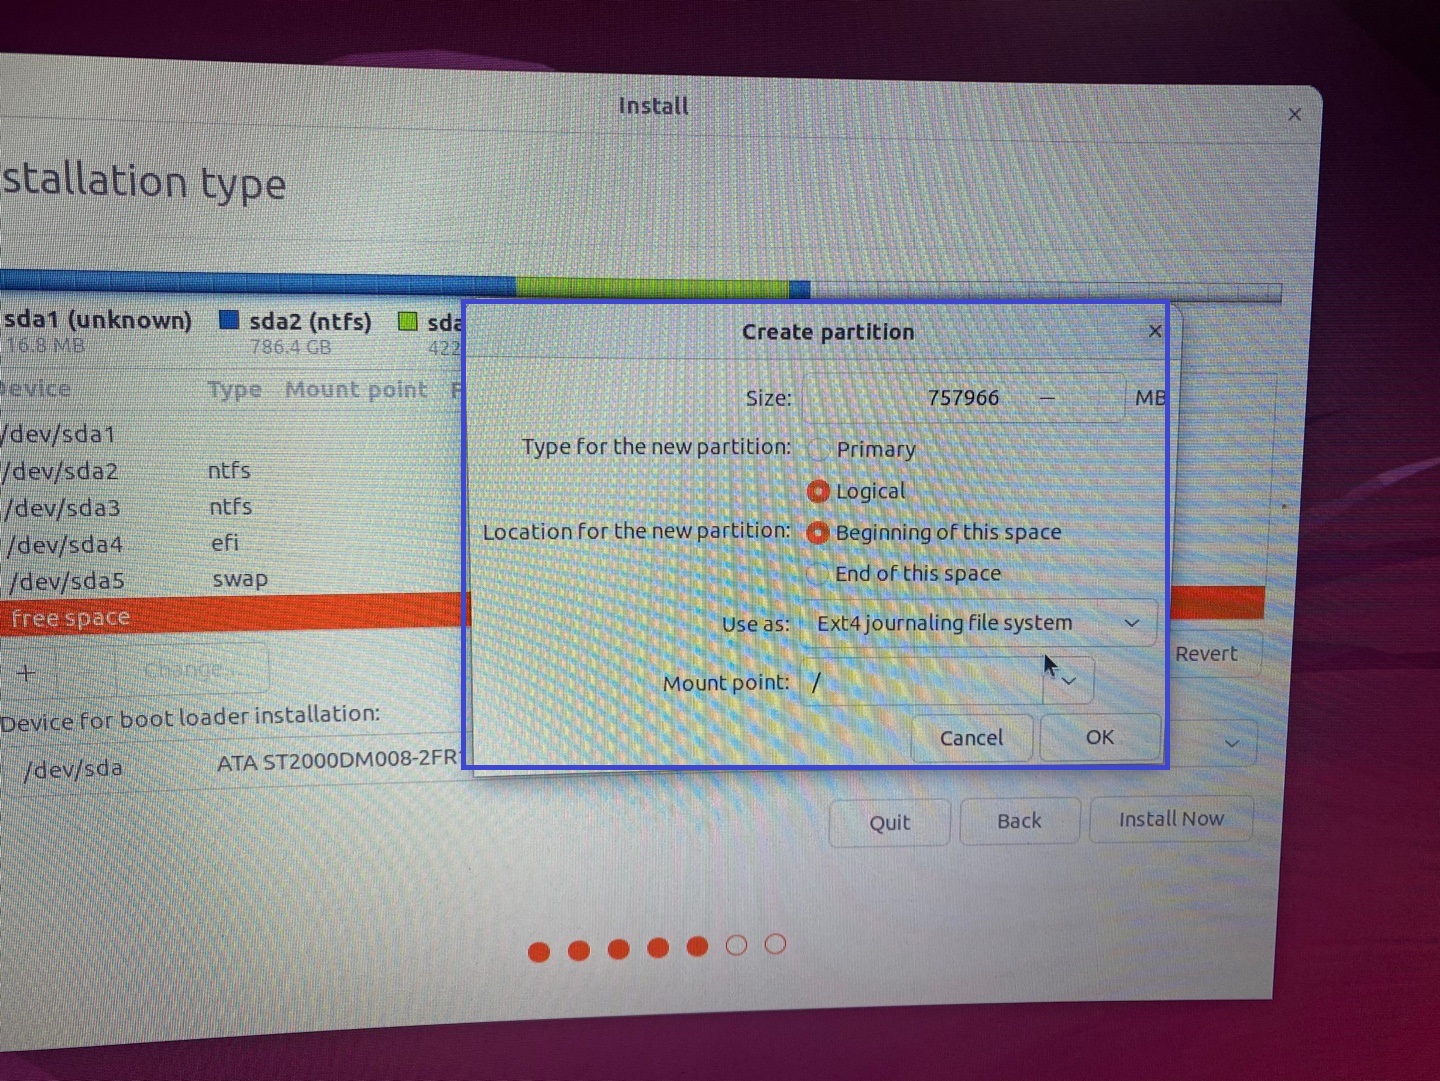 Install
stallation type
sda1 (unknown) sda2 (ntfs) sda
16.8 MB 786.4 GB 422
Device Type Mount point F
/dev/sda1
/dev/sda2 ntfs
/dev/sda3 ntfs
/dev/sda4 efi
/dev/sda5 swap
free space
+ Change...
Revert
Device for boot loader installation:
/dev/sda ATA ST2000DM008-2FR
Create partition ×
Size: 757966 – MB
Type for the new partition: Primary
Logical
Location for the new partition: Beginning of this space
End of this space
Use as: Ext4 journaling file system
Mount point: /
Cancel OK
Quit Back Install Now